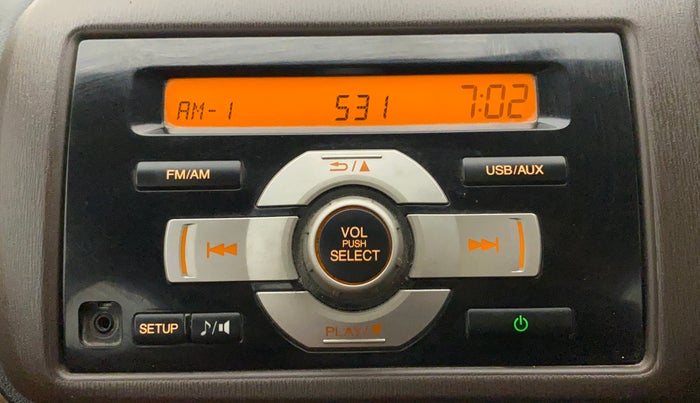 AM-1 531 7:02
FM/AM
USB/AUX
VOL
PUSH
SELECT
SETUP
PLAY/